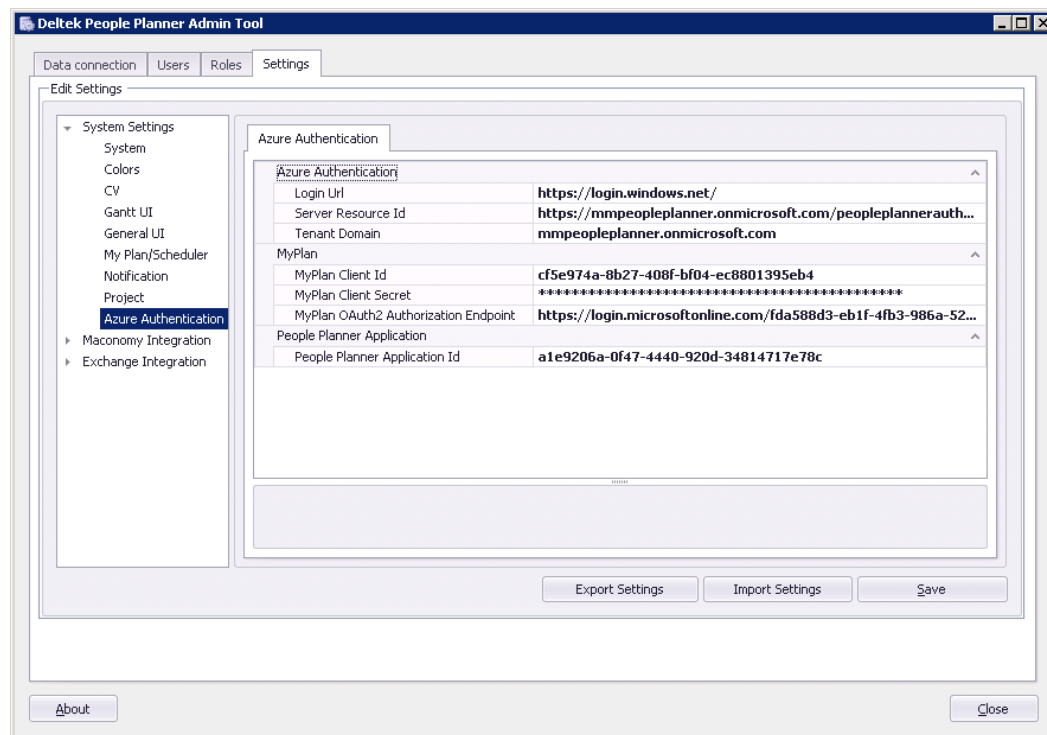 Deltek People Planner Admin Tool
Data connection Users Roles Settings
Edit Settings
System Settings
System
Colors
CV
Gantt UI
General UI
My Plan/Scheduler
Notification
Project
Azure Authentication
Maconomy Integration
Exchange Integration
Azure Authentication
Azure Authentication
Login Url https://login.windows.net/
Server Resource Id https://mmpeopleplanner.onmicrosoft.com/peopleplannerauth...
Tenant Domain mmpeopleplanner.onmicrosoft.com
MyPlan
MyPlan Client Id cf5e974a-8b27-408f-bf04-ec8801395eb4
MyPlan Client Secret ********************************************
MyPlan OAuth2 Authorization Endpoint https://login.microsoftonline.com/fda588d3-eb1f-4fb3-986a-52...
People Planner Application
People Planner Application Id a1e9206a-0f47-4440-920d-34814717e78c
Export Settings Import Settings Save
About Close